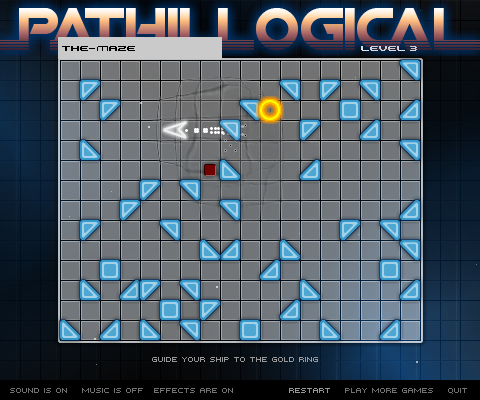 PATHILLOGICAL
THE-MAZE
LEVEL 3
GUIDE YOUR SHIP TO THE GOLD RING
SOUND IS ON MUSIC IS OFF EFFECTS ARE ON RESTART PLAY MORE GAMES QUIT